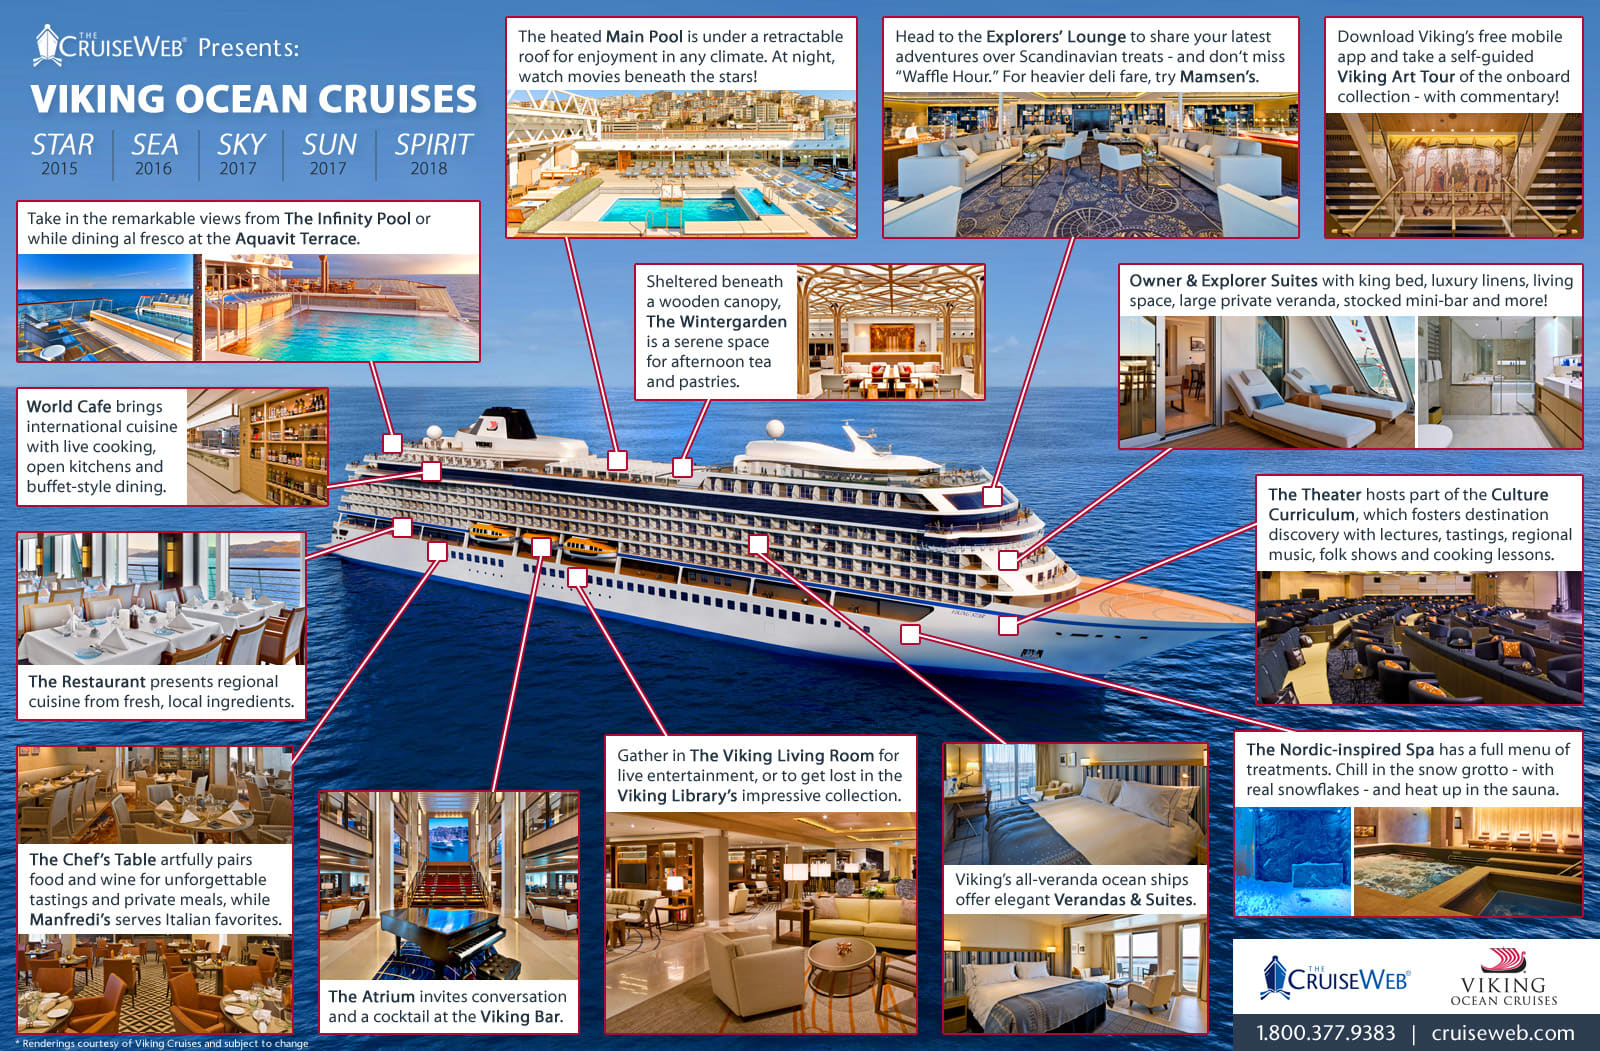 THE
CRUISEWEB® Presents:
VIKING OCEAN CRUISES
STAR | SEA | SKY | SUN | SPIRIT
2015 2016 2017 2017 2018
Take in the remarkable views from The Infinity Pool or
while dining al fresco at the Aquavit Terrace.
The heated Main Pool is under a retractable
roof for enjoyment in any climate. At night,
watch movies beneath the stars!
Head to the Explorers’ Lounge to share your latest
adventures over Scandinavian treats - and don’t miss
“Waffle Hour.” For heavier deli fare, try Mamsen’s.
Download Viking’s free mobile
app and take a self-guided
Viking Art Tour of the onboard
collection - with commentary!
Sheltered beneath
a wooden canopy,
The Wintergarden
is a serene space
for afternoon tea
and pastries.
Owner & Explorer Suites with king bed, luxury linens, living
space, large private veranda, stocked mini-bar and more!
World Cafe brings
international cuisine
with live cooking,
open kitchens and
buffet-style dining.
VIKING
VIKING STAR
The Theater hosts part of the Culture
Curriculum, which fosters destination
discovery with lectures, tastings, regional
music, folk shows and cooking lessons.
The Restaurant presents regional
cuisine from fresh, local ingredients.
The Chef’s Table artfully pairs
food and wine for unforgettable
tastings and private meals, while
Manfredi’s serves Italian favorites.
The Atrium invites conversation
and a cocktail at the Viking Bar.
Gather in The Viking Living Room for
live entertainment, or to get lost in the
Viking Library’s impressive collection.
Viking’s all-veranda ocean ships
offer elegant Verandas & Suites.
The Nordic-inspired Spa has a full menu of
treatments. Chill in the snow grotto - with
real snowflakes - and heat up in the sauna.
THE
CRUISEWEB®
VIKING
OCEAN CRUISES
1.800.377.9383 | cruiseweb.com
* Renderings courtesy of Viking Cruises and subject to change